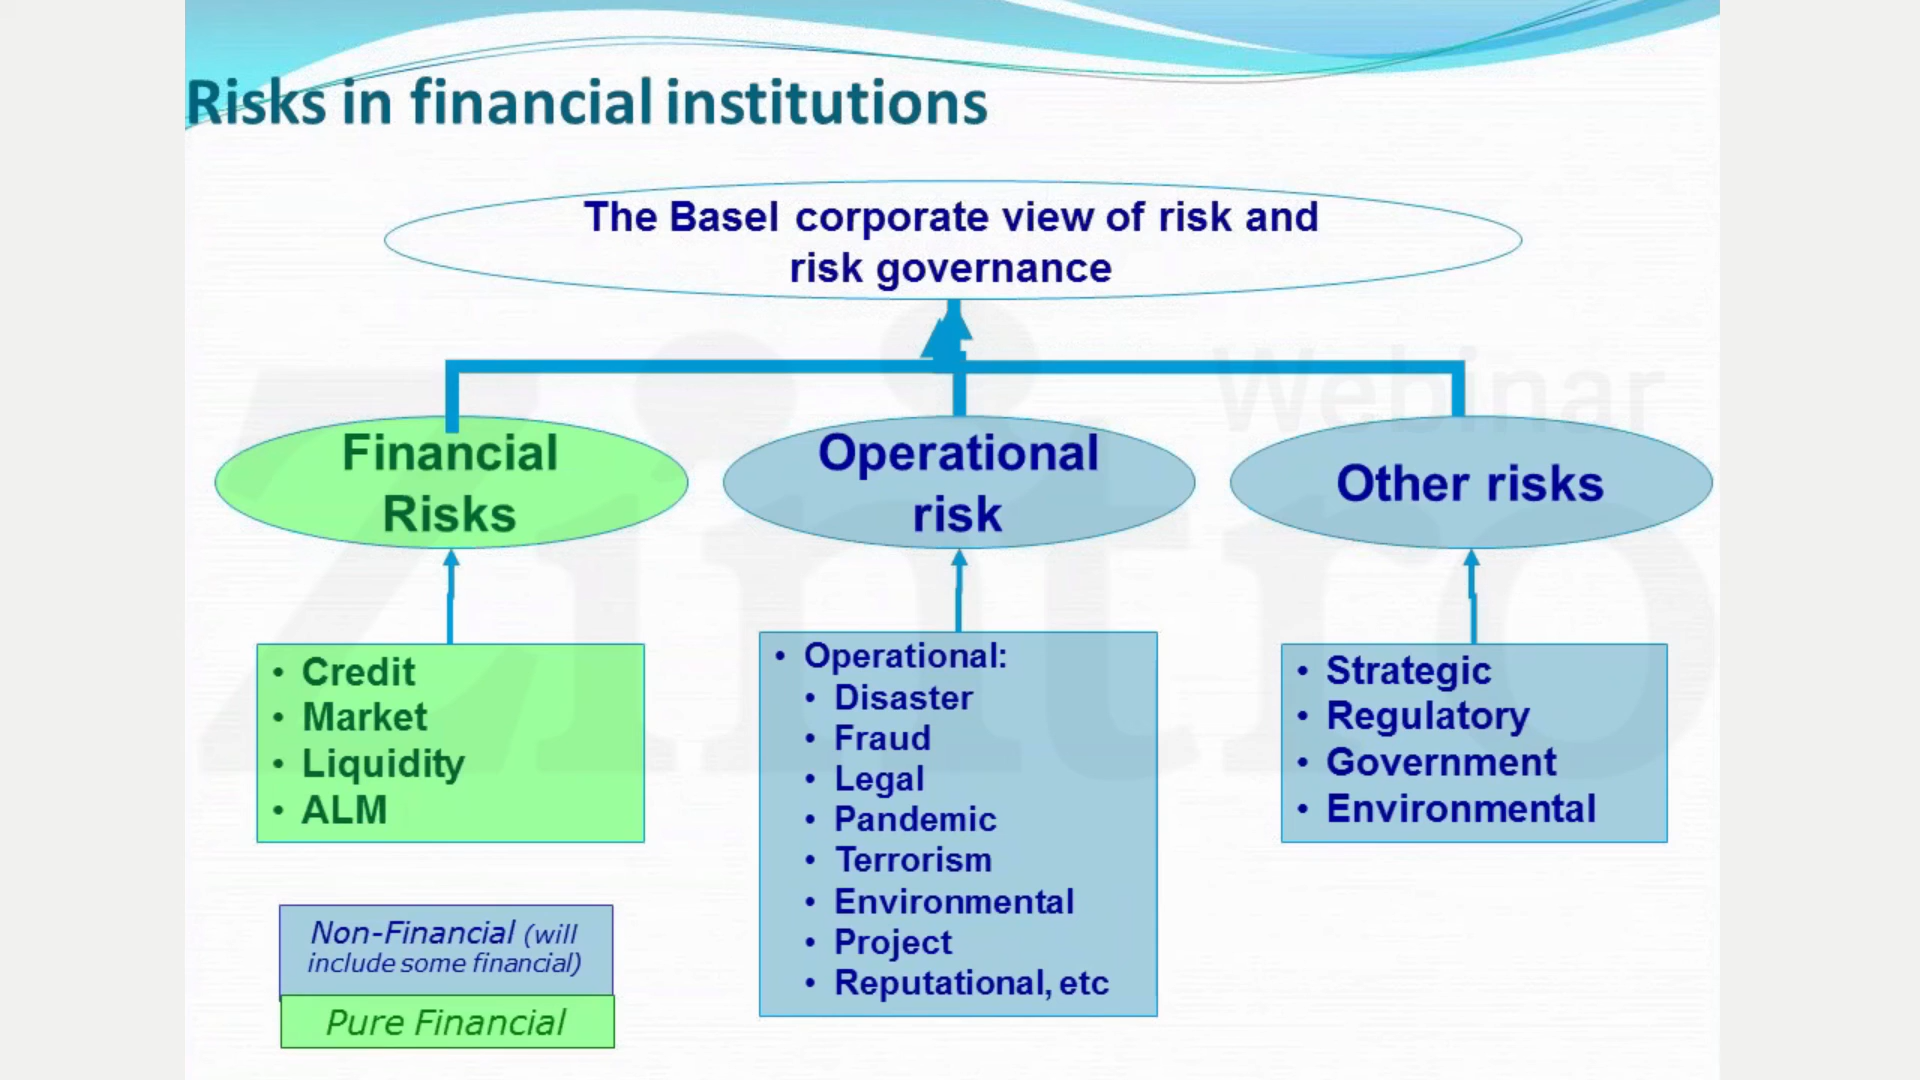 Risks in financial institutions
The Basel corporate view of risk and
risk governance
Webinar
Zintro
Financial
Risks
Operational
risk
Other risks
• Credit
• Market
• Liquidity
• ALM
• Operational:
• Disaster
• Fraud
• Legal
• Pandemic
• Terrorism
• Environmental
• Project
• Reputational, etc
• Strategic
• Regulatory
• Government
• Environmental
Non-Financial (will
include some financial)
Pure Financial